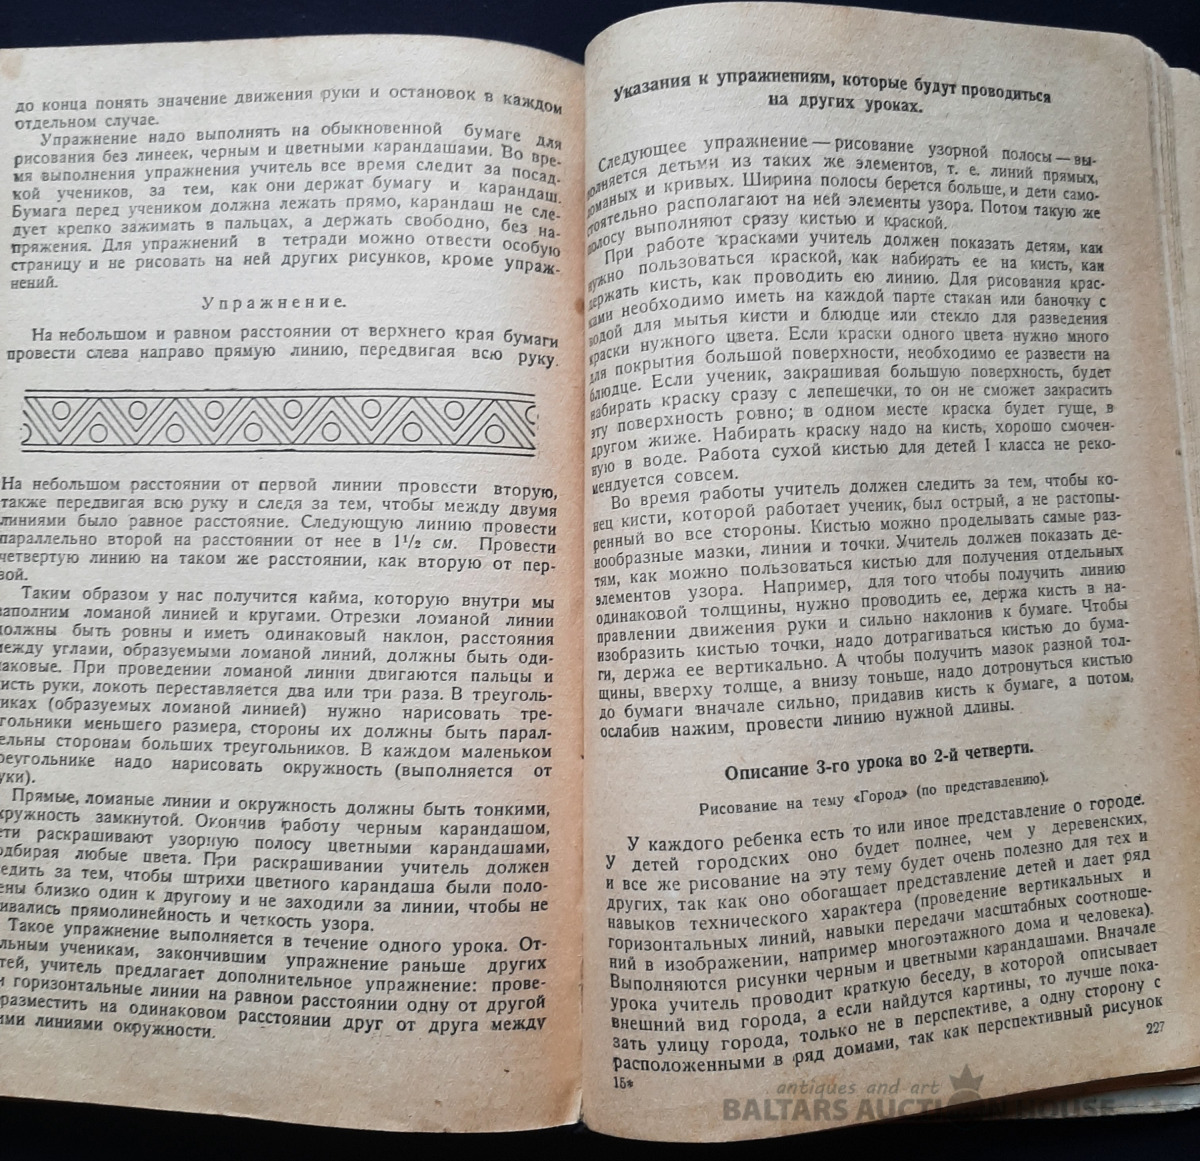 до конца понять значение движения руки и остановок в каждом
отдельном случае.
Упражнение надо выполнять на обыкновенной бумаге для
рисования без линеек, черным и цветными карандашами. Во вре-
мя выполнения упражнения учитель все время следит за посад-
кой учеников, за тем, как они держат бумагу и карандаш.
Бумага перед учеником должна лежать прямо, карандаш не сле-
дует крепко зажимать в пальцах, а держать свободно, без на-
пряжения. Для упражнений в тетради можно отвести особую
страницу и не рисовать на ней других рисунков, кроме упраж-
нений.
Упражнение.
На небольшом и равном расстоянии от верхнего края бумаги
провести слева направо прямую линию, передвигая всю руку.
На небольшом расстоянии от первой линии провести вторую,
также передвигая всю руку и следя за тем, чтобы между двумя
линиями было равное расстояние. Следующую линию провести
параллельно второй на расстоянии от нее в 1½ см. Провести
четвертую линию на таком же расстоянии, как вторую от пер-
вой.
Таким образом у нас получится кайма, которую внутри мы
заполним ломаной линией и кругами. Отрезки ломаной линии
должны быть ровны и иметь одинаковый наклон, расстояния
между углами, образуемыми ломаной линий, должны быть оди-
наковые. При проведении ломаной линии двигаются пальцы и
кисть руки, локоть переставляется два или три раза. В треуголь-
никах (образуемых ломаной линией) нужно нарисовать тре-
угольники меньшего размера, стороны их должны быть парал-
лельны сторонам больших треугольников. В каждом маленьком
треугольнике надо нарисовать окружность (выполняется от
руки).
Прямые, ломаные линии и окружность должны быть тонкими,
окружность замкнутой. Окончив работу черным карандашом,
дети раскрашивают узорную полосу цветными карандашами,
подбирая любые цвета. При раскрашивании учитель должен
следить за тем, чтобы штрихи цветного карандаша были поло-
жены близко один к другому и не заходили за линии, чтобы не
ивались прямолинейность и четкость узора.
Такое упражнение выполняется в течение одного урока. От-
дельным ученикам, закончившим упражнение раньше других
детей, учитель предлагает дополнительное упражнение: прове-
и горизонтальные линии на равном расстоянии одну от другой
разместить на одинаковом расстоянии друг от друга между
ими линиями окружности.
Указания к упражнениям, которые будут проводиться
на других уроках.
Следующее упражнение — рисование узорной полосы — вы-
полняется детьми из таких же элементов, т. е. линий прямых,
ломаных и кривых. Ширина полосы берется больше, и дети само-
стоятельно располагают на ней элементы узора. Потом такую же
полосу выполняют сразу кистью и краской.
При работе красками учитель должен показать детям, как
нужно пользоваться краской, как набирать ее на кисть, как
держать кисть, как проводить ею линию. Для рисования крас-
ками необходимо иметь на каждой парте стакан или баночку с
водой для мытья кисти и блюдце или стекло для разведения
краски нужного цвета. Если краски одного цвета нужно много
для покрытия большой поверхности, необходимо ее развести на
блюдце. Если ученик, закрашивая большую поверхность, будет
набирать краску сразу с лепешечки, то он не сможет закрасить
эту поверхность ровно; в одном месте краска будет гуще, в
другом жиже. Набирать краску надо на кисть, хорошо смочен-
ную в воде. Работа сухой кистью для детей I класса не реко-
мендуется совсем.
Во время работы учитель должен следить за тем, чтобы ко-
нец кисти, которой работает ученик, был острый, а не растопы-
ренный во все стороны. Кистью можно проделывать самые раз-
нообразные мазки, линии и точки. Учитель должен показать де-
тям, как можно пользоваться кистью для получения отдельных
элементов узора. Например, для того чтобы получить линию
одинаковой толщины, нужно проводить ее, держа кисть в на-
правлении движения руки и сильно наклонив к бумаге. Чтобы
изобразить кистью точки, надо дотрагиваться кистью до бума-
ги, держа ее вертикально. А чтобы получить мазок разной тол-
щины, вверху толще, а внизу тоньше, надо дотронуться кистью
до бумаги вначале сильно, придавив кисть к бумаге, а потом,
ослабив нажим, провести линию нужной длины.
Описание 3-го урока во 2-й четверти.
Рисование на тему «Город» (по представлению).
У каждого ребенка есть то или иное представление о городе.
У детей городских оно будет полнее, чем у деревенских,
и все же рисование на эту тему будет очень полезно для тех и
других, так как оно обогащает представление детей и дает ряд
навыков технического характера (проведение вертикальных и
горизонтальных линий, навыки передачи масштабных соотноше-
ний в изображении, например многоэтажного дома и человека).
Выполняются рисунки черным и цветными карандашами. Вначале
урока учитель проводит краткую беседу, в которой описывает
внешний вид города, а если найдутся картины, то лучше пока-
зать улицу города, только не в перспективе, а одну сторону с
расположенными в ряд домами, так как перспективный рисунок
15*
227
antiques and art
BALTARS AUCTION HOUSE